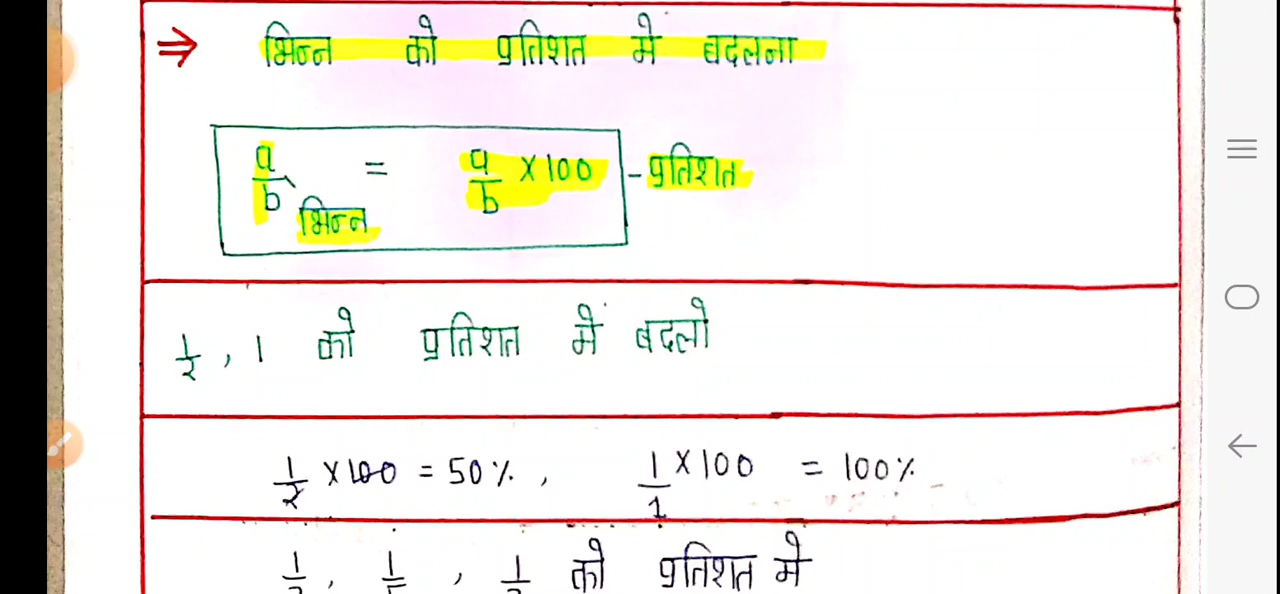 ⇒ भिन्न को प्रतिशत में बदलना
a/b भिन्न = a/b × 100 - प्रतिशत
1/2, 1 को प्रतिशत में बदलो
1/2 × 100 = 50%, 1/1 × 100 = 100%
को प्रतिशत में